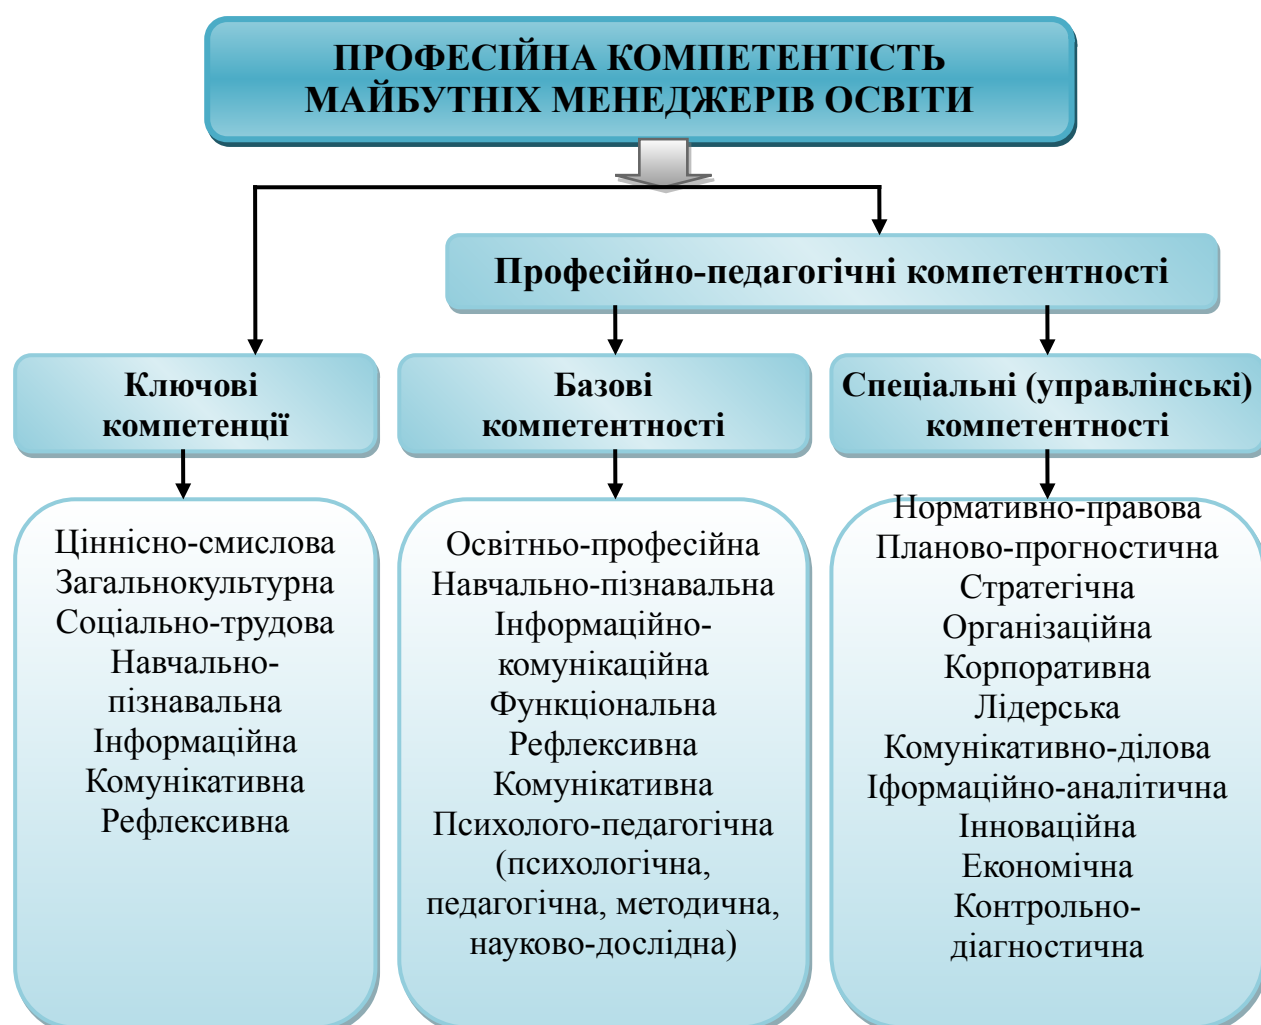 ПРОФЕСІЙНА КОМПЕТЕНТІСТЬ
МАЙБУТНІХ МЕНЕДЖЕРІВ ОСВІТИ
Професійно-педагогічні компетентності
Ключові
компетенції
Базові
компетентності
Спеціальні (управлінські)
компетентності
Ціннісно-смислова
Загальнокультурна
Соціально-трудова
Навчально-
пізнавальна
Інформаційна
Комунікативна
Рефлексивна
Освітньо-професійна
Навчально-пізнавальна
Інформаційно-
комунікаційна
Функціональна
Рефлексивна
Комунікативна
Психолого-педагогічна
(психологічна,
педагогічна, методична,
науково-дослідна)
Нормативно-правова
Планово-прогностична
Стратегічна
Організаційна
Корпоративна
Лідерська
Комунікативно-ділова
Іформаційно-аналітична
Інноваційна
Економічна
Контрольно-
діагностична